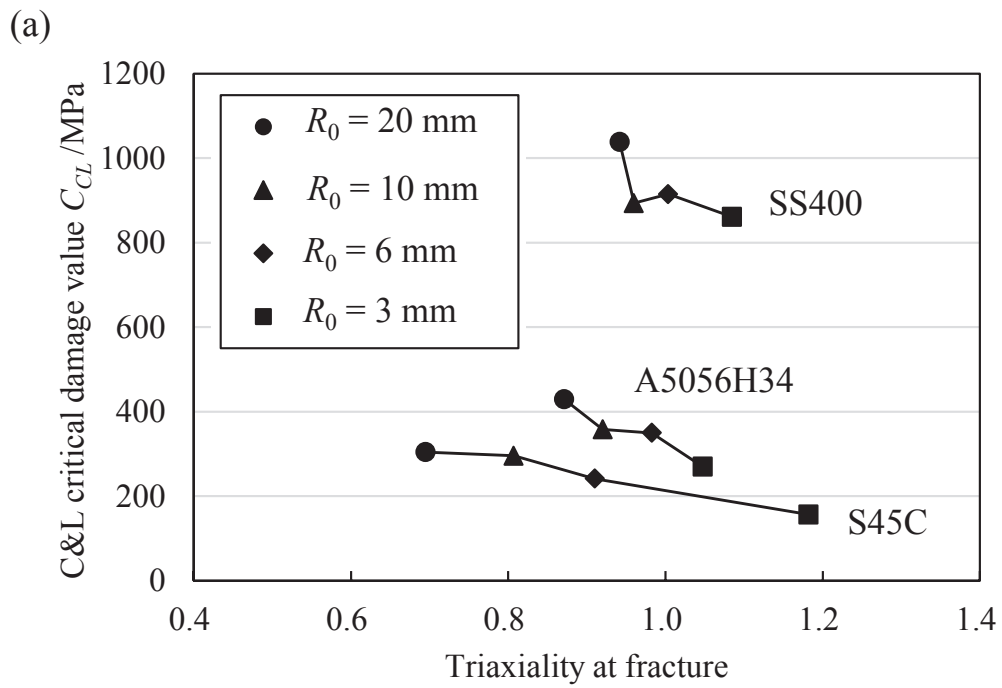 (a)
C&L critical damage value C_CL /MPa
1200
1000
800
600
400
200
0
R₀ = 20 mm
R₀ = 10 mm
R₀ = 6 mm
R₀ = 3 mm
SS400
A5056H34
S45C
0.4 0.6 0.8 1.0 1.2 1.4
Triaxiality at fracture